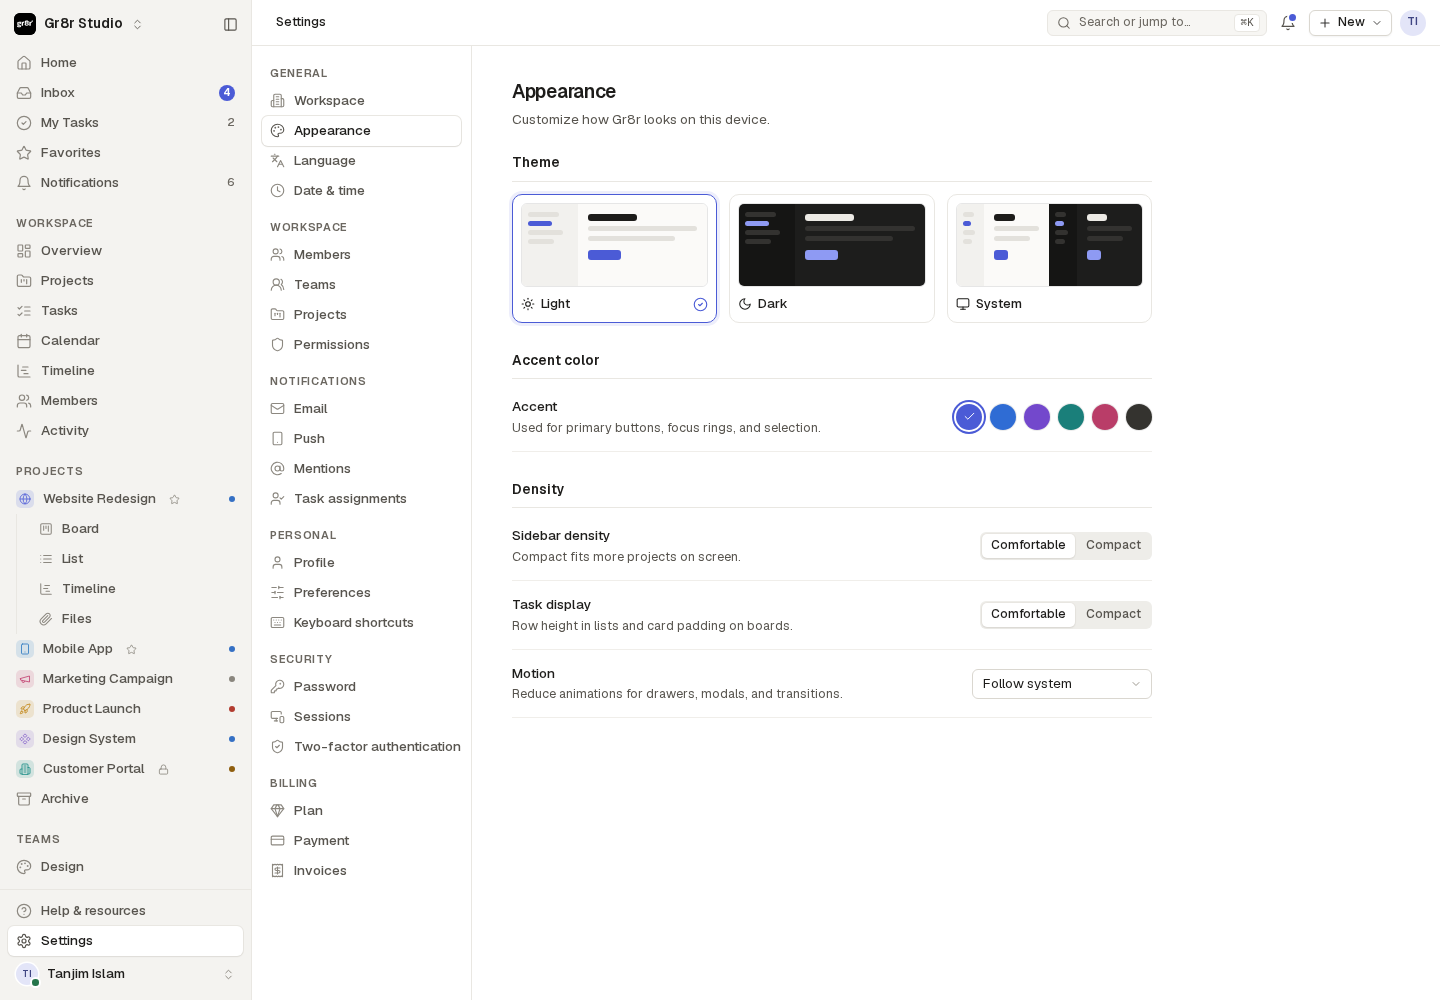 gr8r
Gr8r Studio
Home
Inbox
4
My Tasks
2
Favorites
Notifications
6
WORKSPACE
Overview
Projects
Tasks
Calendar
Timeline
Members
Activity
PROJECTS
Website Redesign
Board
List
Timeline
Files
Mobile App
Marketing Campaign
Product Launch
Design System
Customer Portal
Archive
TEAMS
Design
Help & resources
Settings
TI
Tanjim Islam
Settings
Search or jump to...
⌘K
New
TI
GENERAL
Workspace
Appearance
Language
Date & time
WORKSPACE
Members
Teams
Projects
Permissions
NOTIFICATIONS
Email
Push
Mentions
Task assignments
PERSONAL
Profile
Preferences
Keyboard shortcuts
SECURITY
Password
Sessions
Two-factor authentication
BILLING
Plan
Payment
Invoices
Appearance
Customize how Gr8r looks on this device.
Theme
Light
Dark
System
Accent color
Accent
Used for primary buttons, focus rings, and selection.
Density
Sidebar density
Compact fits more projects on screen.
Comfortable
Compact
Task display
Row height in lists and card padding on boards.
Comfortable
Compact
Motion
Reduce animations for drawers, modals, and transitions.
Follow system